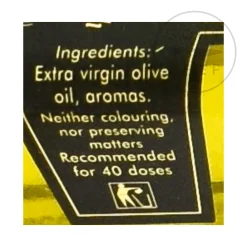 Ingredients:
Extra virgin olive
oil, aromas.
Neither colouring,
nor preserving
matters
Recommended
for 40 doses